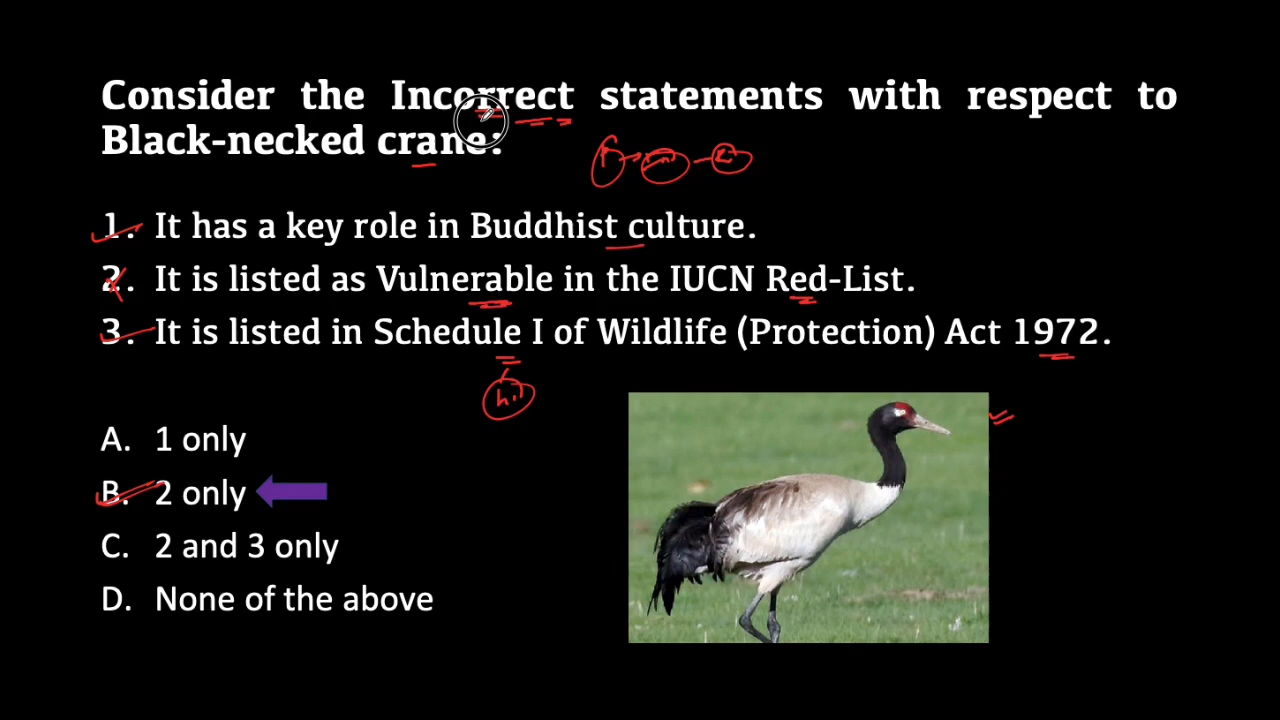 Consider the Incorrect statements with respect to
Black-necked crane:
1. It has a key role in Buddhist culture.
2. It is listed as Vulnerable in the IUCN Red-List.
3. It is listed in Schedule I of Wildlife (Protection) Act 1972.
A. 1 only
B. 2 only
C. 2 and 3 only
D. None of the above